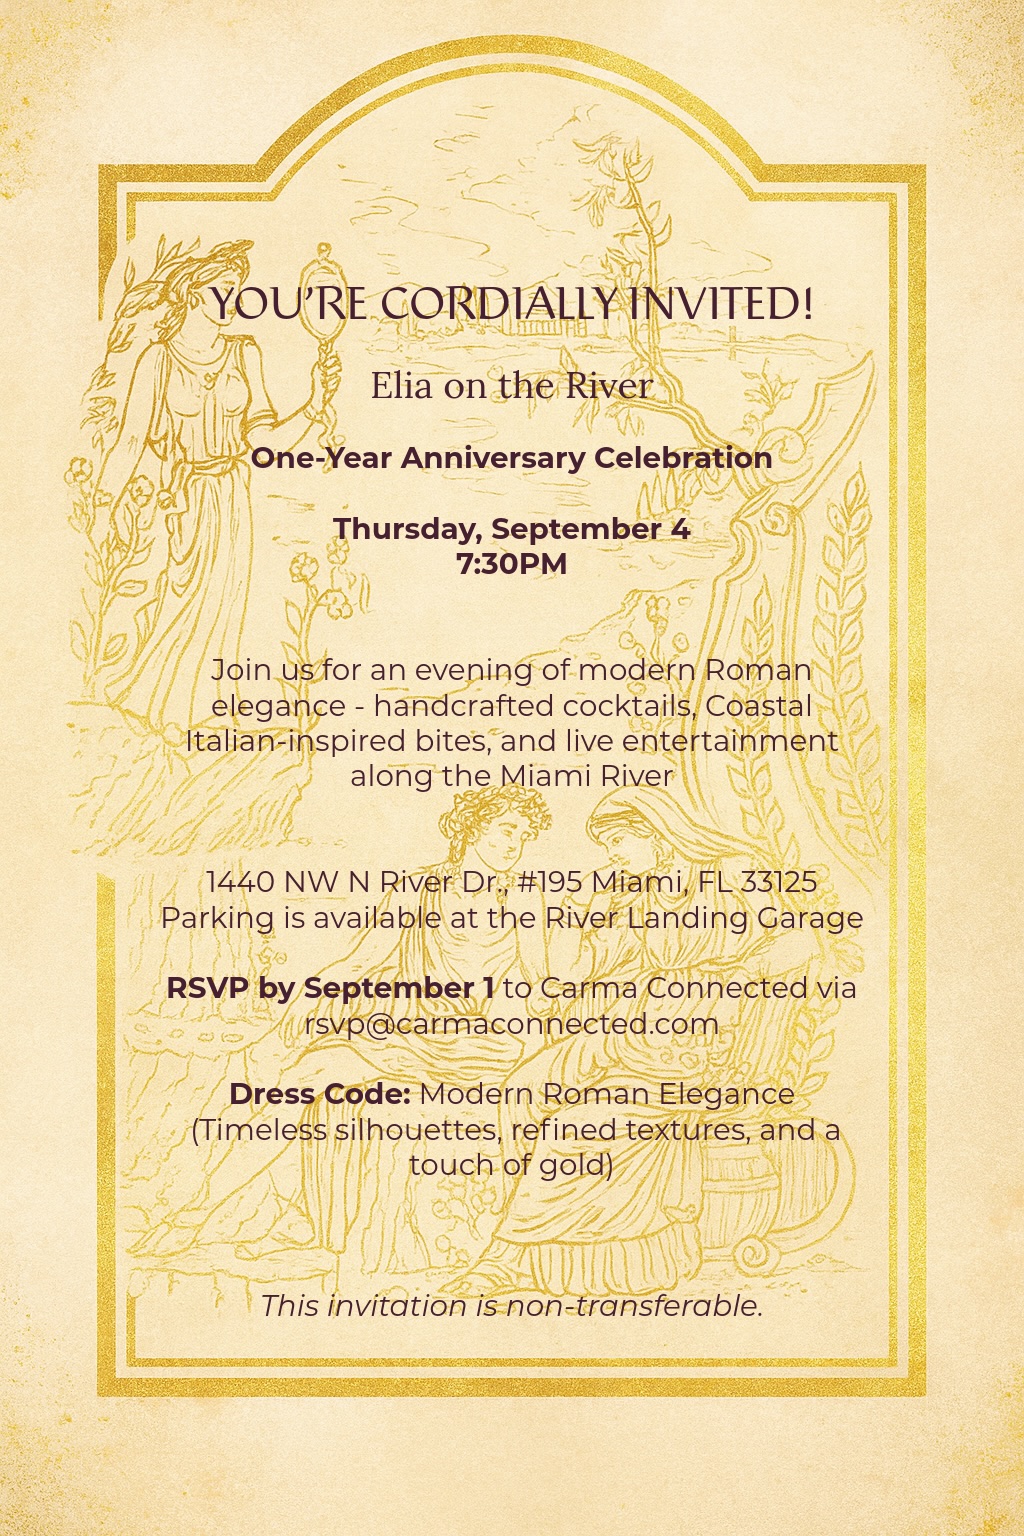 YOU'RE CORDIALLY INVITED!
Elia on the River
One-Year Anniversary Celebration
Thursday, September 4
7:30PM
Join us for an evening of modern Roman
elegance - handcrafted cocktails, Coastal
Italian-inspired bites, and live entertainment
along the Miami River
1440 NW N River Dr., #195 Miami, FL 33125
Parking is available at the River Landing Garage
RSVP by September 1 to Carma Connected via
rsvp@carmaconnected.com
Dress Code: Modern Roman Elegance
(Timeless silhouettes, refined textures, and a
touch of gold)
This invitation is non-transferable.